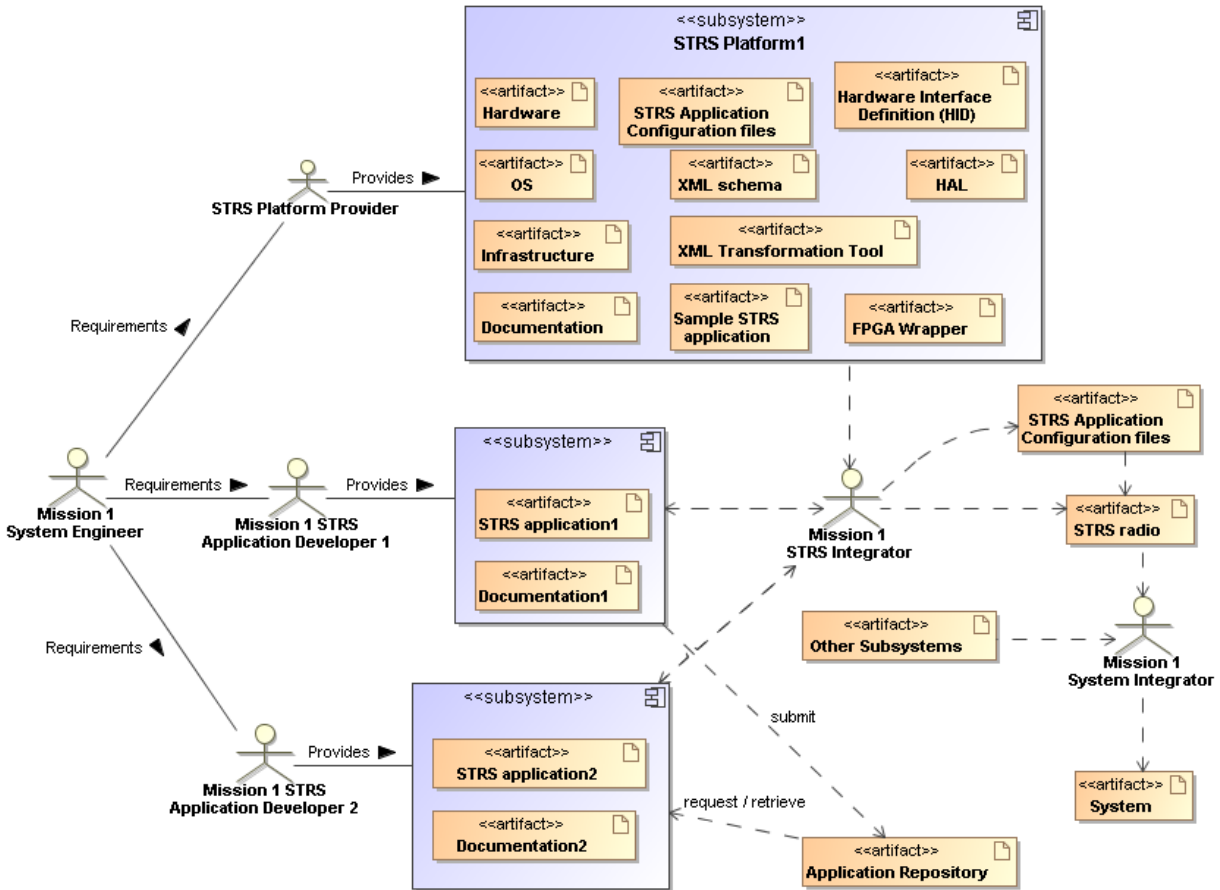 <<subsystem>>
STRS Platform1
<<artifact>>
Hardware
<<artifact>>
STRS Application
Configuration files
<<artifact>>
Hardware Interface
Definition (HID)
<<artifact>>
OS
<<artifact>>
XML schema
<<artifact>>
HAL
<<artifact>>
Infrastructure
<<artifact>>
XML Transformation Tool
<<artifact>>
Documentation
<<artifact>>
Sample STRS
application
<<artifact>>
FPGA Wrapper
Provides
STRS Platform Provider
Requirements
Mission 1
System Engineer
Requirements
Mission 1 STRS
Application Developer 1
Provides
<<subsystem>>
<<artifact>>
STRS application1
<<artifact>>
Documentation1
Mission 1
STRS Integrator
<<artifact>>
STRS Application
Configuration files
<<artifact>>
STRS radio
<<artifact>>
Other Subsystems
Mission 1
System Integrator
<<artifact>>
System
Requirements
Mission 1 STRS
Application Developer 2
Provides
<<subsystem>>
<<artifact>>
STRS application2
<<artifact>>
Documentation2
submit
request / retrieve
<<artifact>>
Application Repository